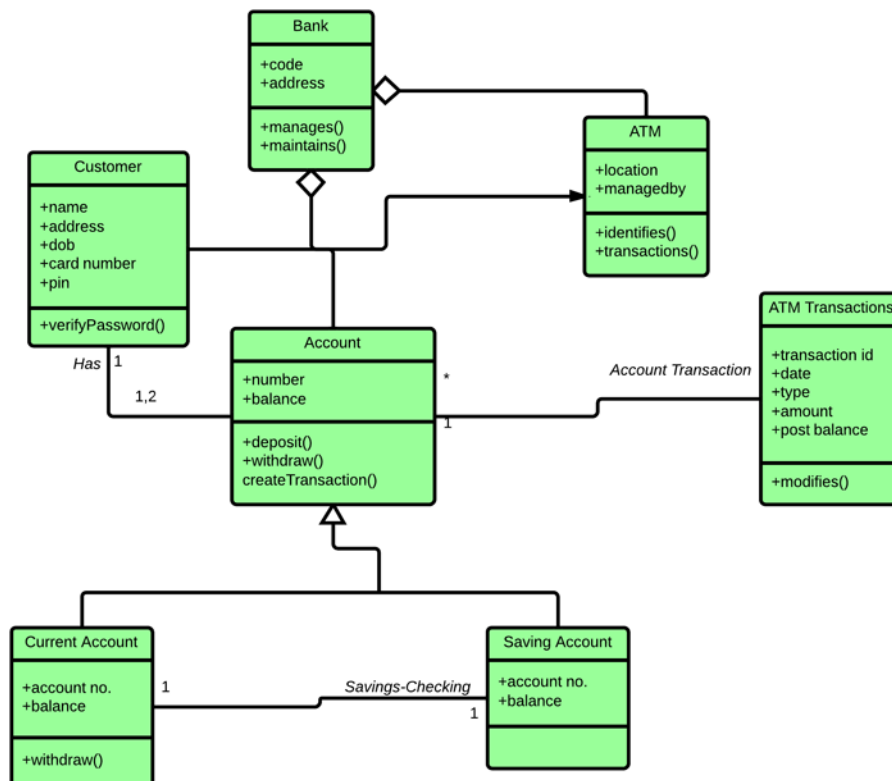 Bank
+code
+address
+manages()
+maintains()
ATM
+location
+managedby
+identifies()
+transactions()
Customer
+name
+address
+dob
+card number
+pin
+verifyPassword()
Has
1
1,2
Account
+number
+balance
+deposit()
+withdraw()
createTransaction()
*
1
Account Transaction
ATM Transactions
+transaction id
+date
+type
+amount
+post balance
+modifies()
Current Account
+account no.
+balance
+withdraw()
1
Savings-Checking
1
Saving Account
+account no.
+balance